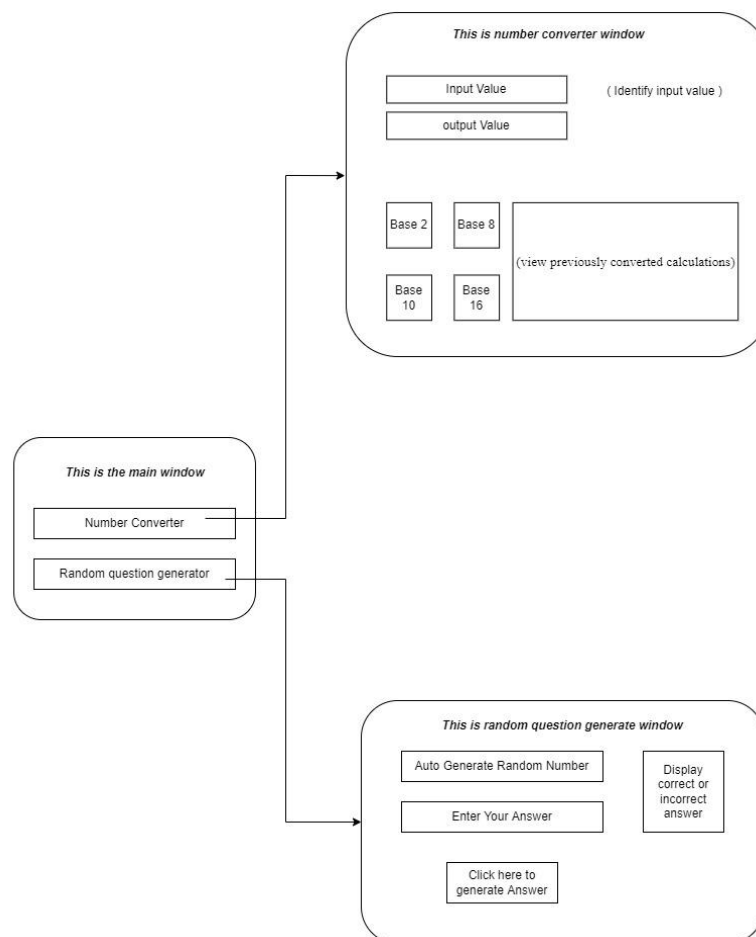 This is number converter window
Input Value
( Identify input value )
output Value
Base 2
Base 8
(view previously converted calculations)
Base
10
Base
16
This is the main window
Number Converter
Random question generator
This is random question generate window
Auto Generate Random Number
Display
correct or
incorrect
answer
Enter Your Answer
Click here to
generate Answer